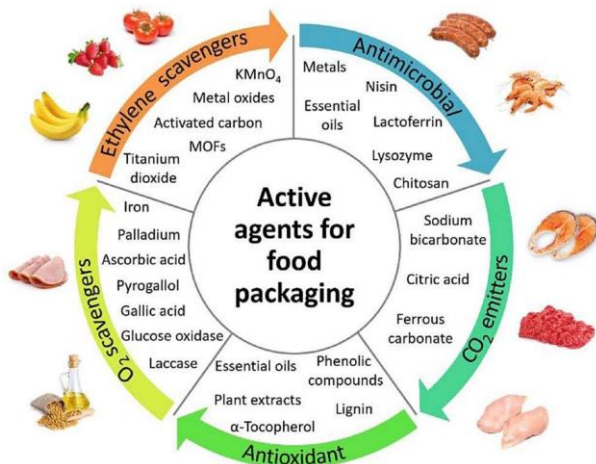 Ethylene scavengers
KMnO₄
Metal oxides
Activated carbon
MOFs
Titanium
dioxide
Antimicrobial
Metals
Nisin
Essential
oils
Lactoferrin
Lysozyme
Chitosan
CO₂ emitters
Sodium
bicarbonate
Citric acid
Ferrous
carbonate
Antioxidant
Essential oils
Phenolic
compounds
Plant extracts
Lignin
α-Tocopherol
O₂ scavengers
Iron
Palladium
Ascorbic acid
Pyrogallol
Gallic acid
Glucose oxidase
Laccase
Active
agents for
food
packaging